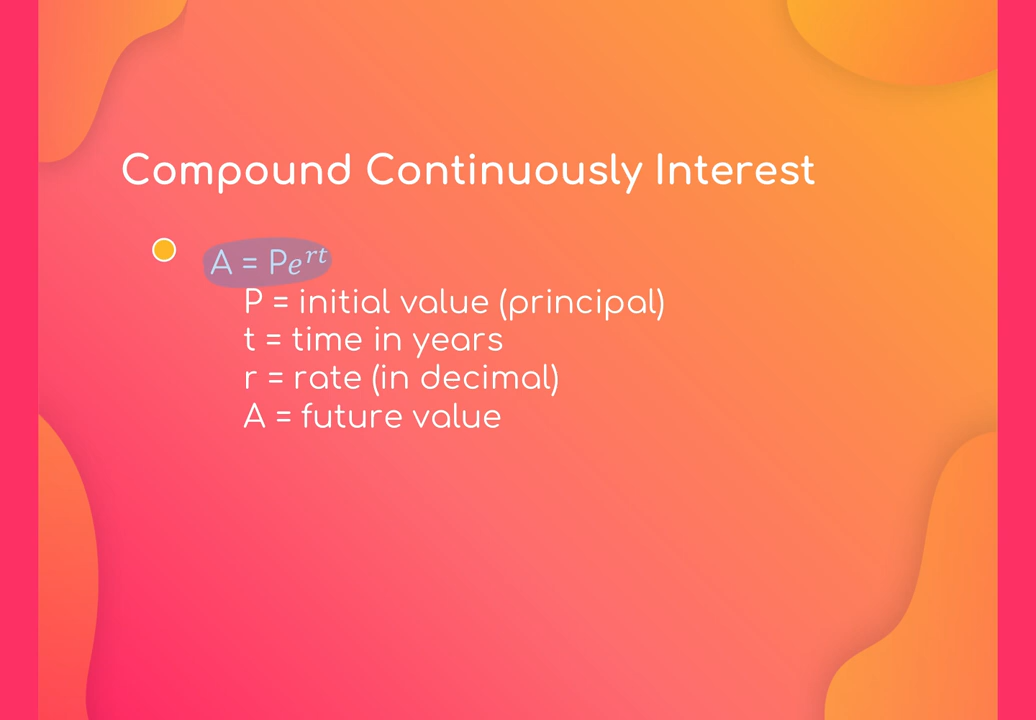 Compound Continuously Interest
A = Pe^{rt}
P = initial value (principal)
t = time in years
r = rate (in decimal)
A = future value